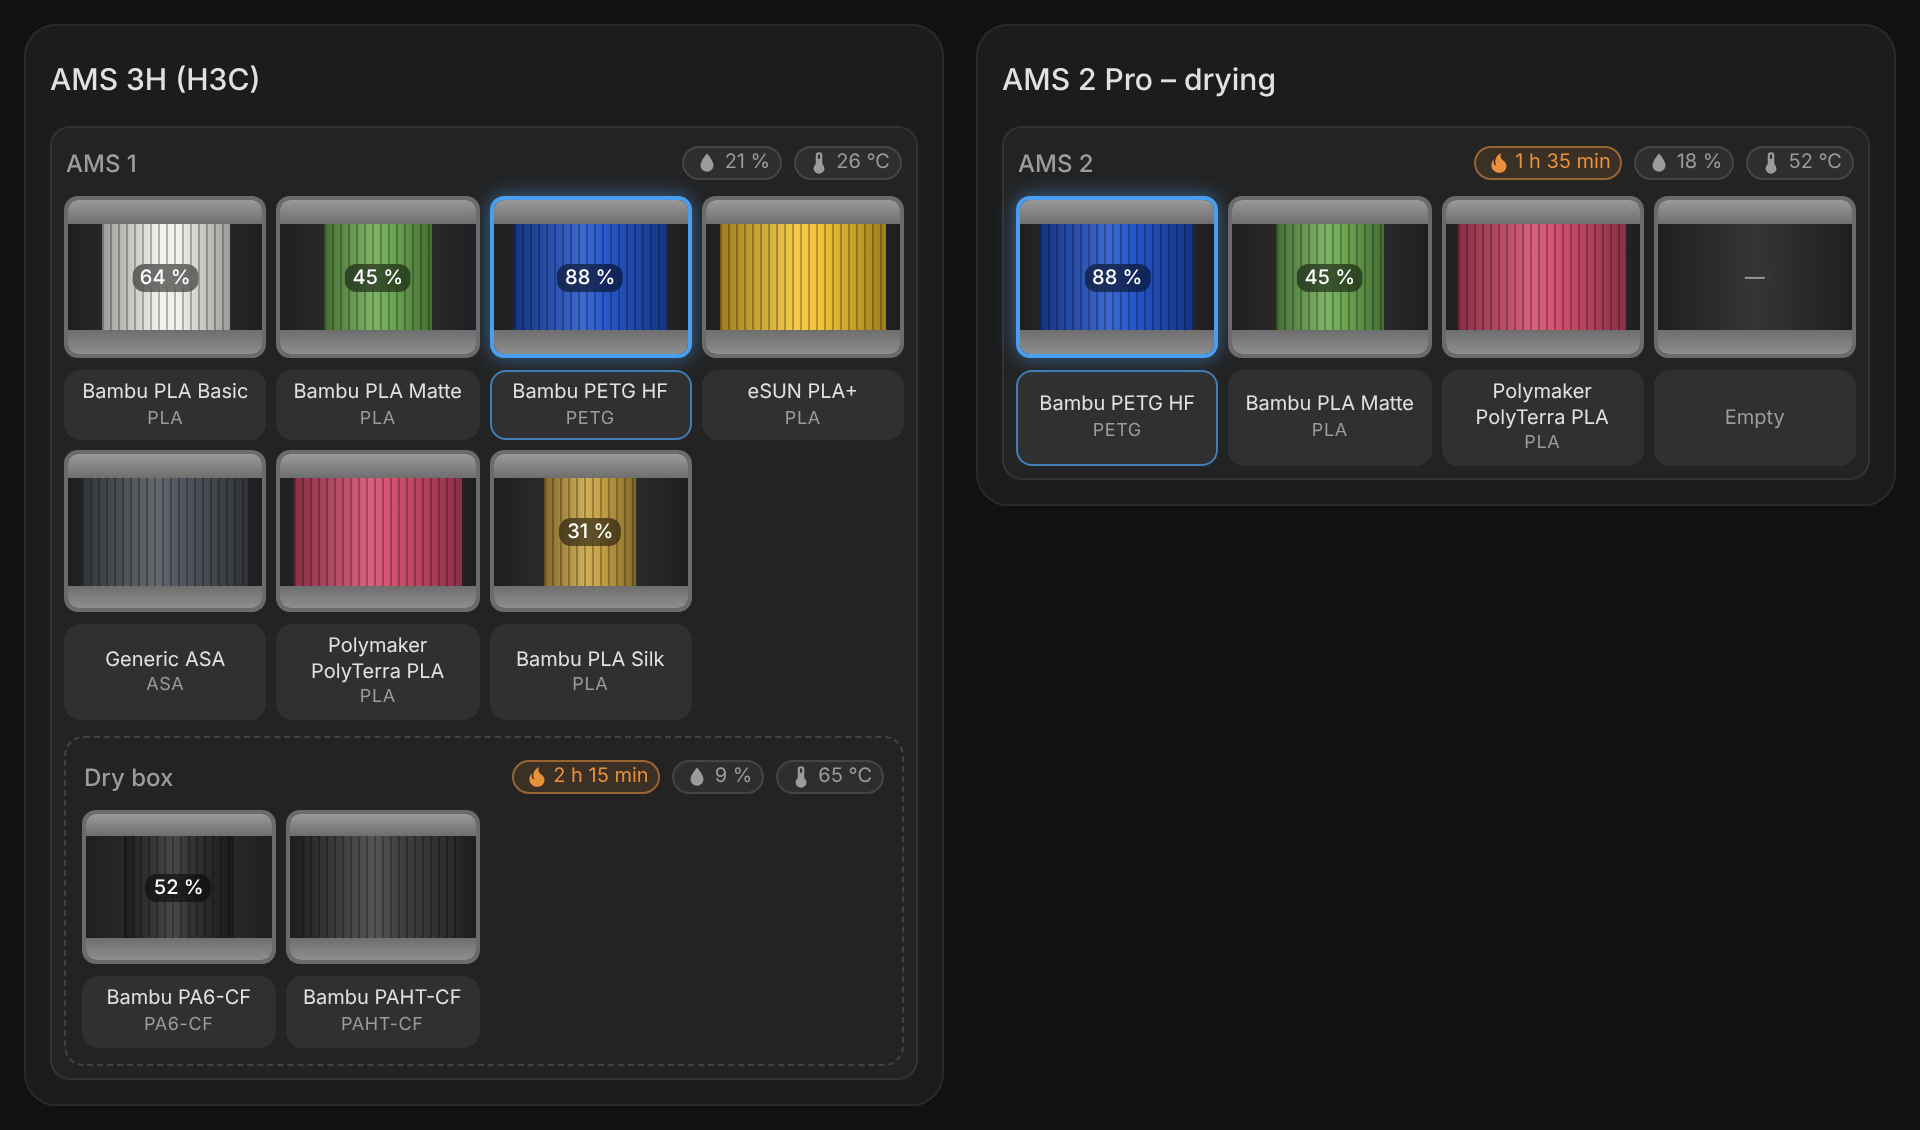 AMS 3H (H3C)
AMS 1
21 %
26 °C
64 %
45 %
88 %
Bambu PLA Basic
PLA
Bambu PLA Matte
PLA
Bambu PETG HF
PETG
eSUN PLA+
PLA
31 %
Generic ASA
ASA
Polymaker
PolyTerra PLA
PLA
Bambu PLA Silk
PLA
Dry box
2 h 15 min
9 %
65 °C
52 %
Bambu PA6-CF
PA6-CF
Bambu PAHT-CF
PAHT-CF
AMS 2 Pro – drying
AMS 2
1 h 35 min
18 %
52 °C
88 %
45 %
—
Bambu PETG HF
PETG
Bambu PLA Matte
PLA
Polymaker
PolyTerra PLA
PLA
Empty